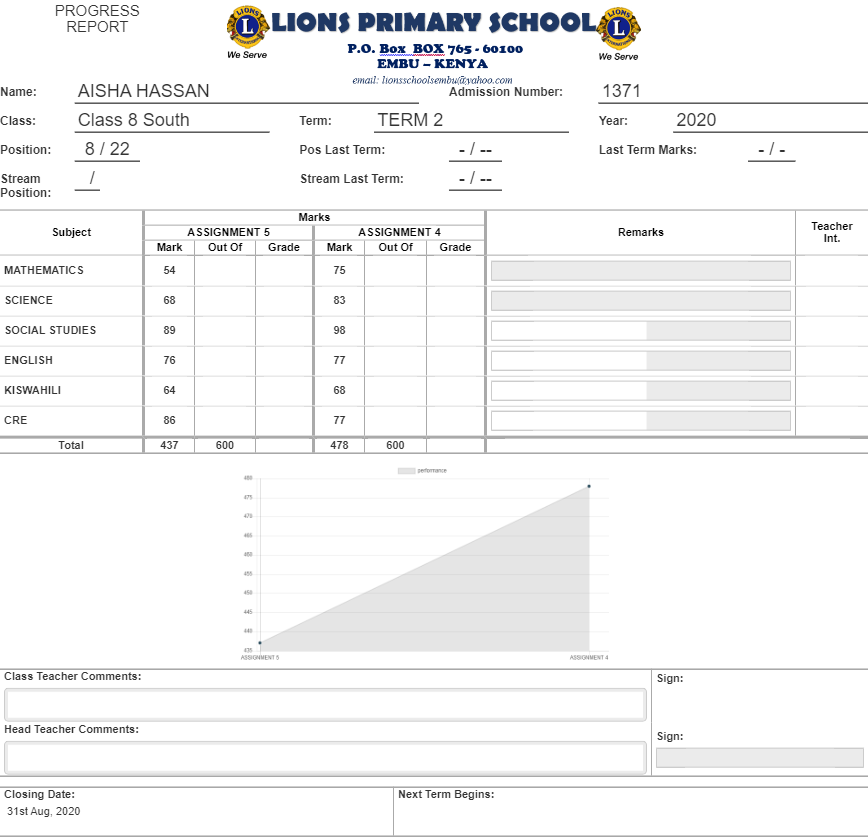 PROGRESS
REPORT
LIONS PRIMARY SCHOOL
LIONS L
We Serve
LIONS L
We Serve
P.O. Box BOX 765 - 60100
EMBU – KENYA
email: lionsschoolsembu@yahoo.com
Name: AISHA HASSAN Admission Number: 1371
Class: Class 8 South Term: TERM 2 Year: 2020
Position: 8 / 22 Pos Last Term: - / -- Last Term Marks: - / -
Stream Position: / Stream Last Term: - / --
Subject Marks Remarks Teacher Int.
ASSIGNMENT 5 ASSIGNMENT 4
Mark Out Of Grade Mark Out Of Grade
MATHEMATICS 54 75
SCIENCE 68 83
SOCIAL STUDIES 89 98
ENGLISH 76 77
KISWAHILI 64 68
CRE 86 77
Total 437 600 478 600
performance
480
475
470
465
460
455
450
445
440
435
ASSIGNMENT 5 ASSIGNMENT 4
Class Teacher Comments: Sign:
Head Teacher Comments: Sign:
Closing Date: Next Term Begins:
31st Aug, 2020